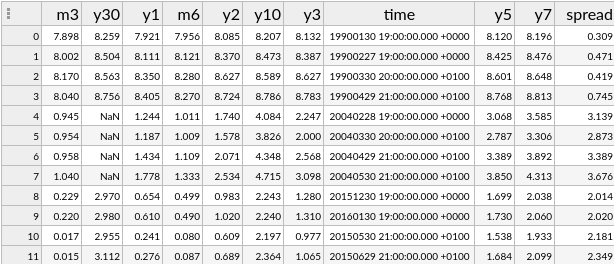 m3 y30 y1 m6 y2 y10 y3 time y5 y7 spread
0 7.898 8.259 7.921 7.956 8.085 8.207 8.132 19900130 19:00:00.000 +0000 8.120 8.196 0.309
1 8.002 8.504 8.111 8.121 8.370 8.473 8.387 19900227 19:00:00.000 +0000 8.425 8.476 0.471
2 8.170 8.563 8.350 8.280 8.627 8.589 8.627 19900330 20:00:00.000 +0100 8.601 8.648 0.419
3 8.040 8.756 8.405 8.270 8.724 8.786 8.783 19900429 21:00:00.000 +0100 8.768 8.813 0.745
4 0.945 NaN 1.244 1.011 1.740 4.084 2.247 20040228 19:00:00.000 +0000 3.068 3.585 3.139
5 0.954 NaN 1.187 1.009 1.578 3.826 2.000 20040330 20:00:00.000 +0100 2.787 3.306 2.873
6 0.958 NaN 1.434 1.109 2.071 4.348 2.568 20040429 21:00:00.000 +0100 3.389 3.892 3.389
7 1.040 NaN 1.778 1.333 2.534 4.715 3.098 20040530 21:00:00.000 +0100 3.850 4.313 3.676
8 0.229 2.970 0.654 0.499 0.983 2.243 1.280 20151230 19:00:00.000 +0000 1.699 2.038 2.014
9 0.220 2.980 0.610 0.490 1.020 2.240 1.310 20160130 19:00:00.000 +0000 1.730 2.060 2.020
10 0.017 2.955 0.241 0.080 0.609 2.197 0.977 20150530 21:00:00.000 +0100 1.538 1.933 2.181
11 0.015 3.112 0.276 0.087 0.689 2.364 1.065 20150629 21:00:00.000 +0100 1.684 2.099 2.349